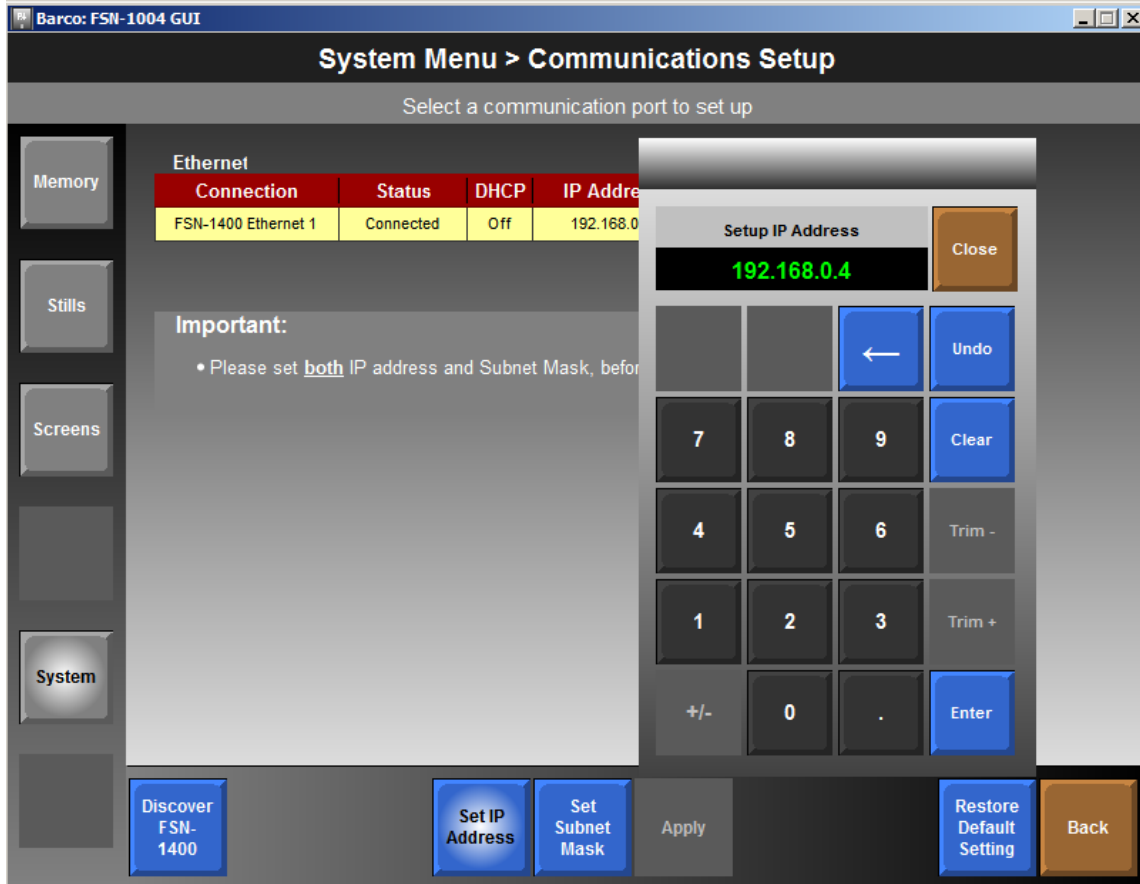 Barco: FSN-1004 GUI
System Menu > Communications Setup
Select a communication port to set up
Memory
Stills
Screens
System
Ethernet
Connection Status DHCP IP Addre
FSN-1400 Ethernet 1 Connected Off 192.168.0
Important:
• Please set both IP address and Subnet Mask, befor
Setup IP Address
192.168.0.4
Close
← Undo
7 8 9 Clear
4 5 6 Trim -
1 2 3 Trim +
+/- 0 . Enter
Discover
FSN-
1400
Set IP
Address
Set
Subnet
Mask
Apply
Restore
Default
Setting
Back